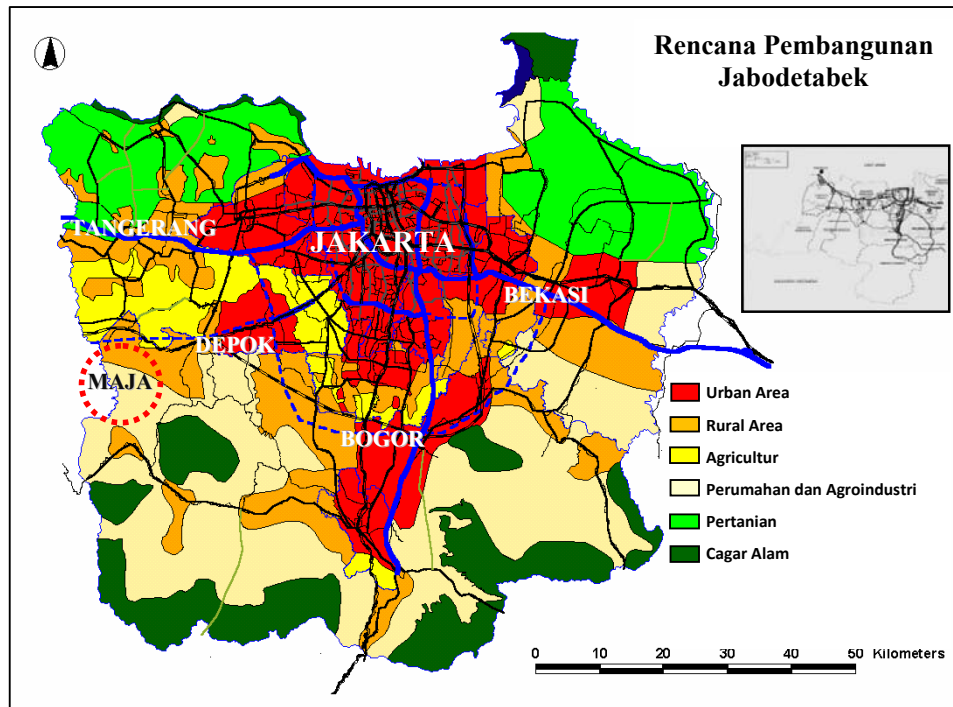 Rencana Pembangunan
Jabodetabek
TANGERANG
JAKARTA
BEKASI
DEPOK
MAJA
BOGOR
Urban Area
Rural Area
Agricultur
Perumahan dan Agroindustri
Pertanian
Cagar Alam
0 10 20 30 40 50 Kilometers